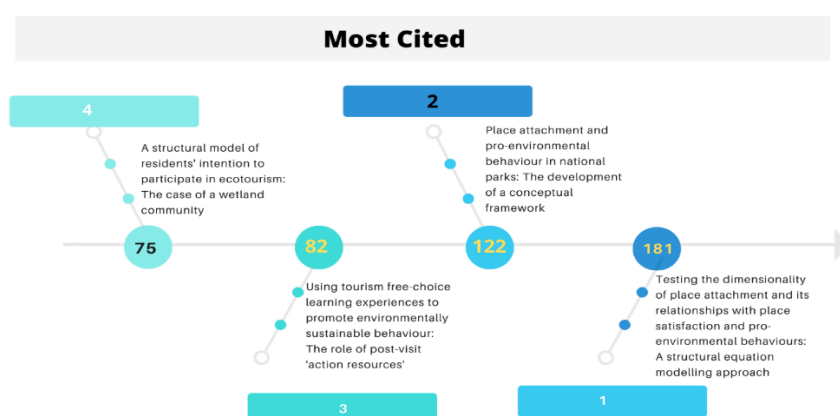 Most Cited
4
A structural model of
residents' intention to
participate in ecotourism:
The case of a wetland
community
75
82
Using tourism free-choice
learning experiences to
promote environmentally
sustainable behaviour:
The role of post-visit
'action resources'
3
2
Place attachment and
pro-environmental
behaviour in national
parks: The development
of a conceptual
framework
122
181
Testing the dimensionality
of place attachment and its
relationships with place
satisfaction and pro-
environmental behaviours:
A structural equation
modelling approach
1